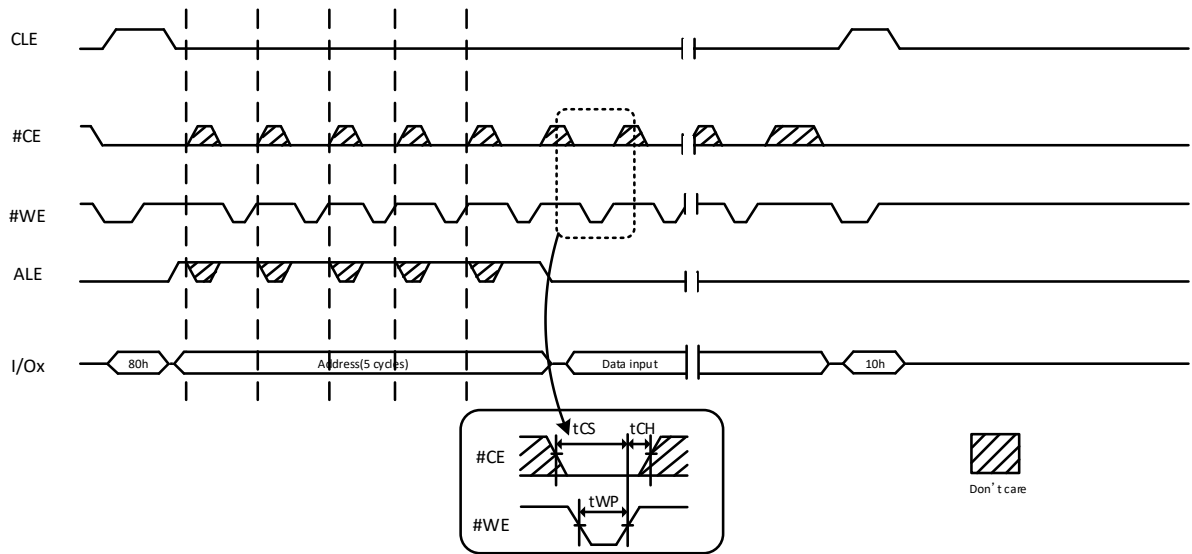 CLE
#CE
#WE
ALE
I/Ox
80h
Address(5 cycles)
Data input
10h
tCS
tCH
#CE
tWP
#WE
Don't care